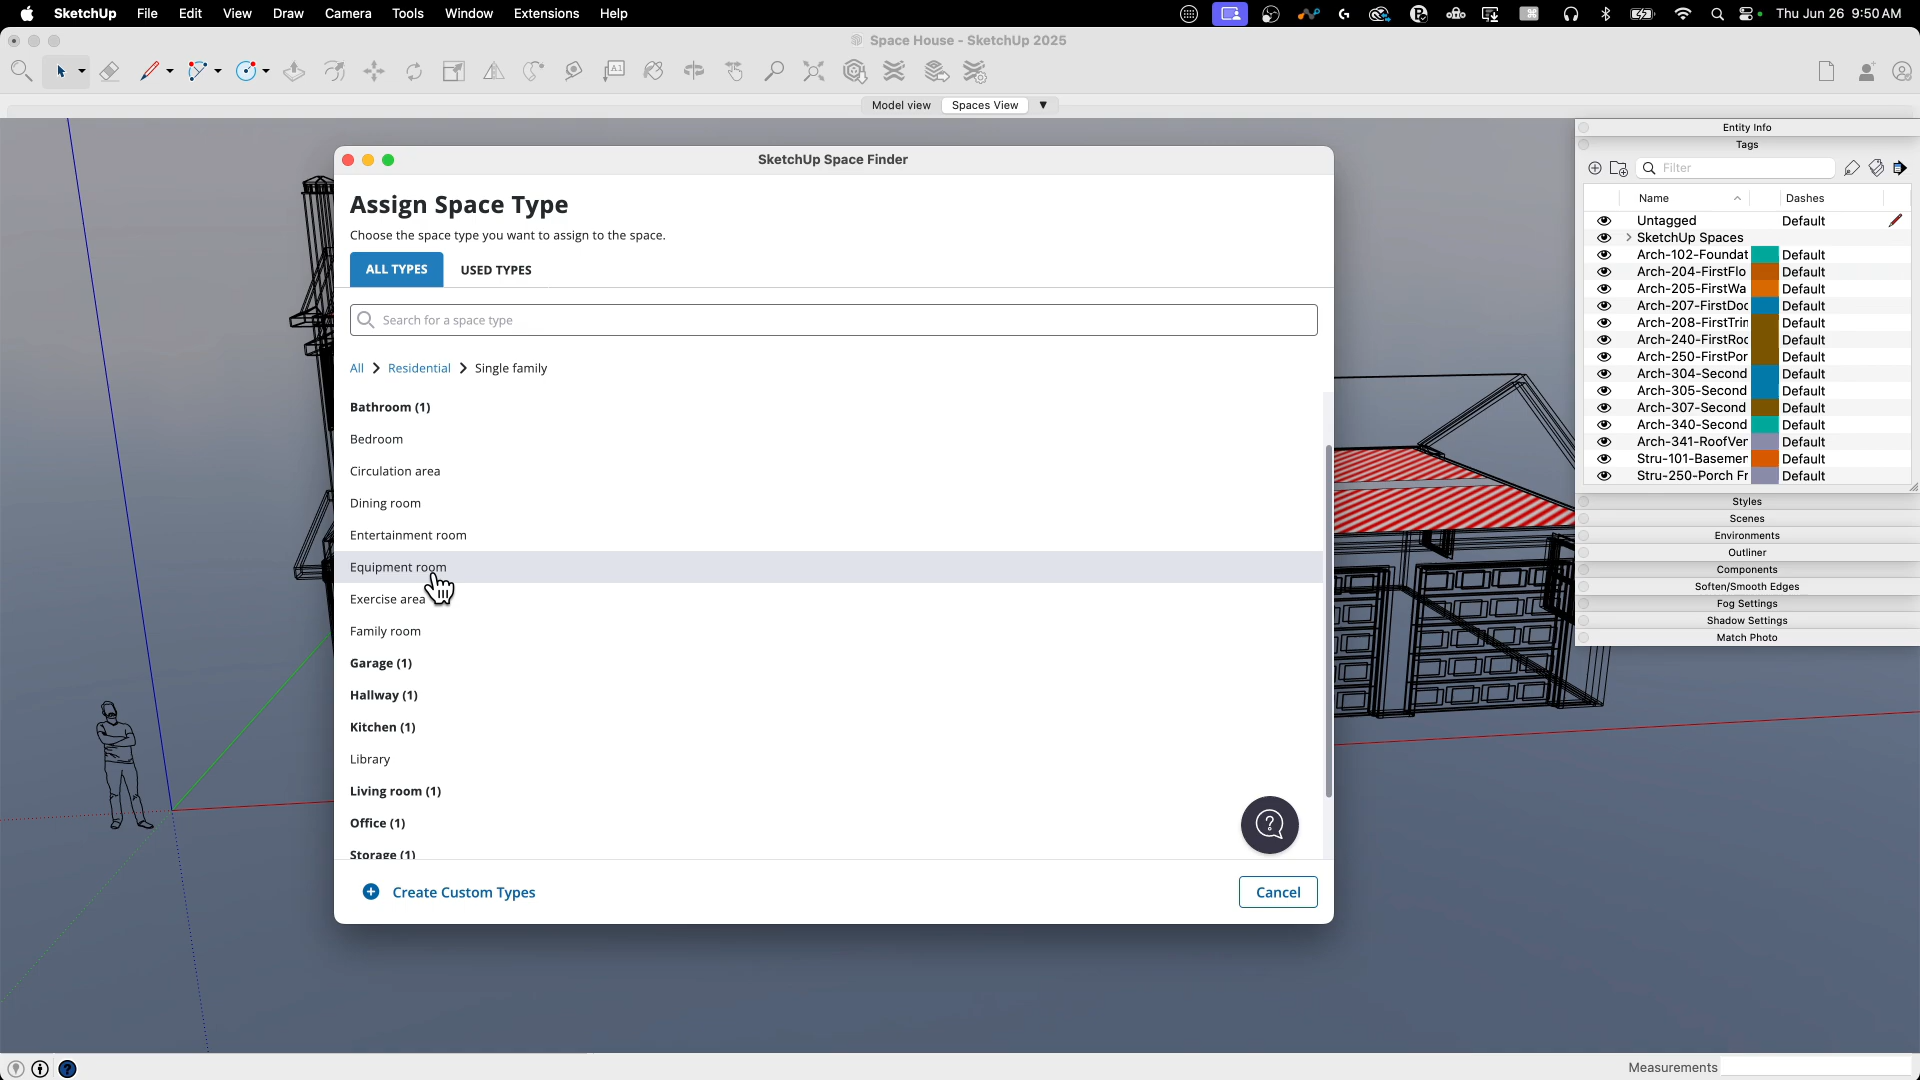 SketchUp File Edit View Draw Camera Tools Window Extensions Help Thu Jun 26 9:50 AM
Space House - SketchUp 2025
A1
Model view Spaces View
SketchUp Space Finder
Assign Space Type
Choose the space type you want to assign to the space.
ALL TYPES USED TYPES
Search for a space type
All > Residential > Single family
Bathroom (1)
Bedroom
Circulation area
Dining room
Entertainment room
Equipment room
Exercise area
Family room
Garage (1)
Hallway (1)
Kitchen (1)
Library
Living room (1)
Office (1)
Storage (1)
Create Custom Types
Cancel
Entity Info
Tags
Filter
Name Dashes
Untagged Default
SketchUp Spaces
Arch-102-Foundat Default
Arch-204-FirstFlo Default
Arch-205-FirstWa Default
Arch-207-FirstDoc Default
Arch-208-FirstTrin Default
Arch-240-FirstRoc Default
Arch-250-FirstPor Default
Arch-304-Second Default
Arch-305-Second Default
Arch-307-Second Default
Arch-340-Second Default
Arch-341-RoofVer Default
Stru-101-Basemer Default
Stru-250-Porch Fr Default
Styles
Scenes
Environments
Outliner
Components
Soften/Smooth Edges
Fog Settings
Shadow Settings
Match Photo
Measurements